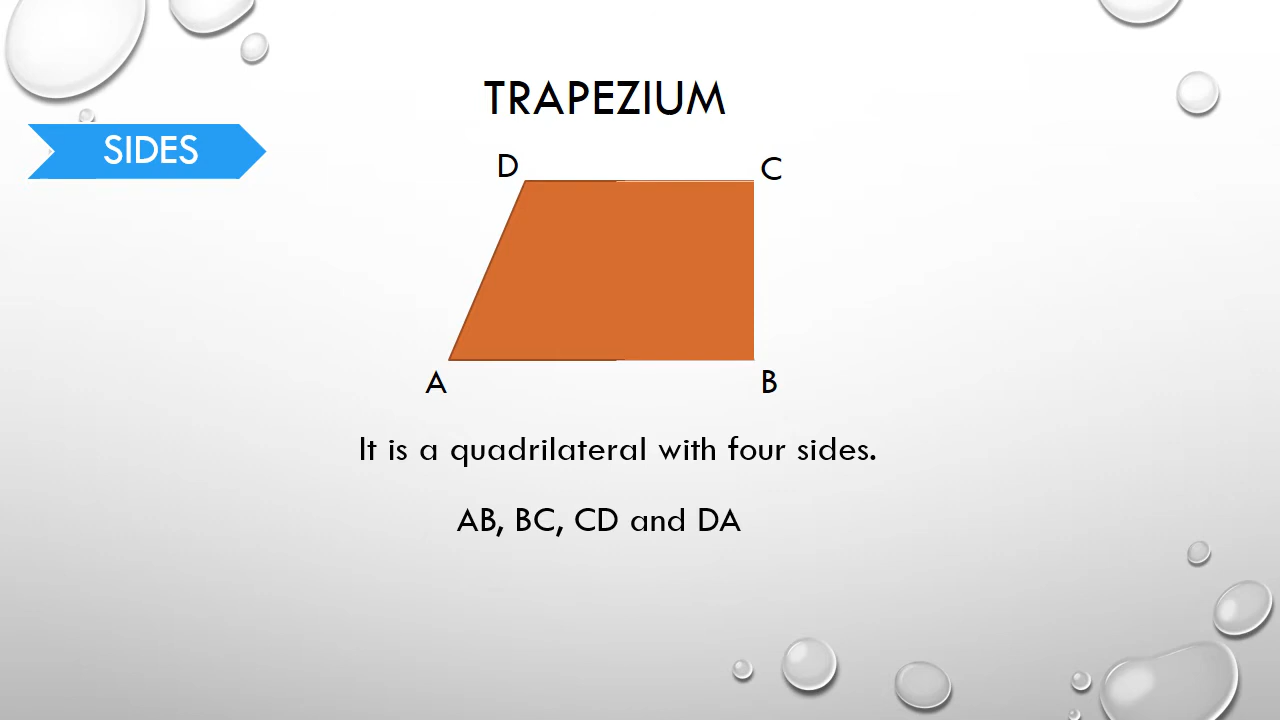 TRAPEZIUM
SIDES
D
C
A
B
It is a quadrilateral with four sides.
AB, BC, CD and DA